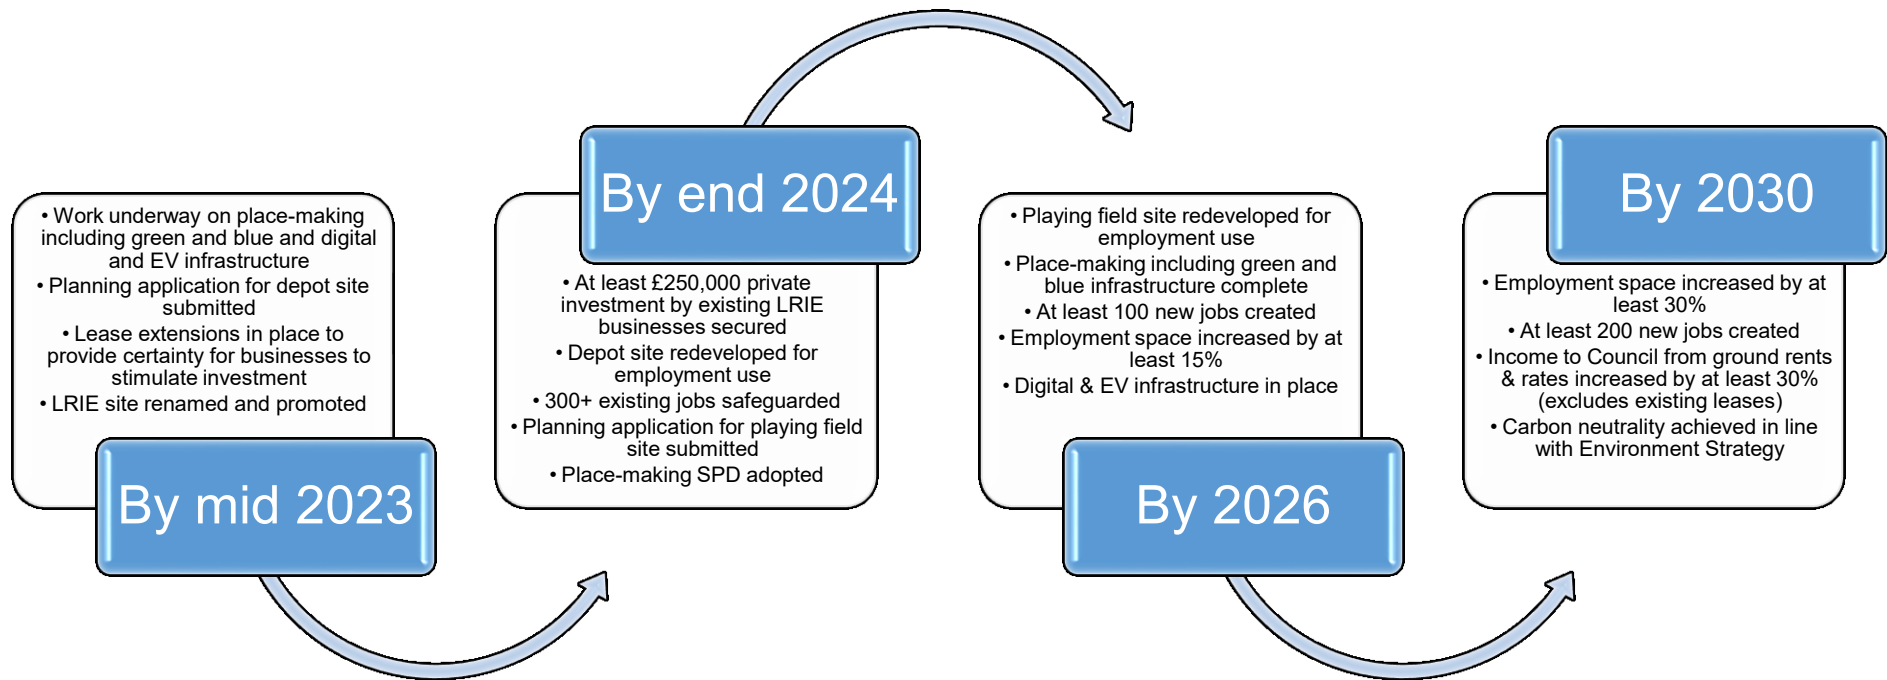 • Work underway on place-making
including green and blue and digital
and EV infrastructure
• Planning application for depot site
submitted
• Lease extensions in place to
provide certainty for businesses to
stimulate investment
• LRIE site renamed and promoted
By mid 2023
By end 2024
• At least £250,000 private
investment by existing LRIE
businesses secured
• Depot site redeveloped for
employment use
• 300+ existing jobs safeguarded
• Planning application for playing field
site submitted
• Place-making SPD adopted
• Playing field site redeveloped for
employment use
• Place-making including green and
blue infrastructure complete
• At least 100 new jobs created
• Employment space increased by at
least 15%
• Digital & EV infrastructure in place
By 2026
By 2030
• Employment space increased by at
least 30%
• At least 200 new jobs created
• Income to Council from ground rents
& rates increased by at least 30%
(excludes existing leases)
• Carbon neutrality achieved in line
with Environment Strategy